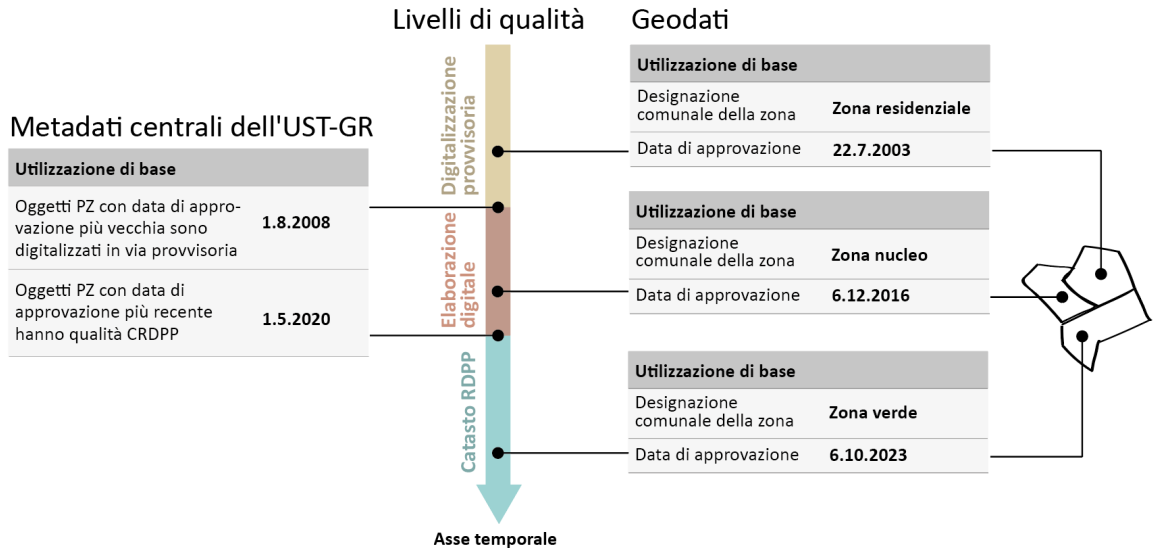 Livelli di qualità
Geodati
Metadati centrali dell'UST-GR
Utilizzazione di base
Oggetti PZ con data di appro-
vazione più vecchia sono
digitalizzati in via provvisoria
1.8.2008
Oggetti PZ con data di
approvazione più recente
hanno qualità CRDPP
1.5.2020
Digitalizzazione
provvisoria
Elaborazione
digitale
Catasto RDPP
Asse temporale
Utilizzazione di base
Designazione
comunale della zona
Zona residenziale
Data di approvazione
22.7.2003
Utilizzazione di base
Designazione
comunale della zona
Zona nucleo
Data di approvazione
6.12.2016
Utilizzazione di base
Designazione
comunale della zona
Zona verde
Data di approvazione
6.10.2023